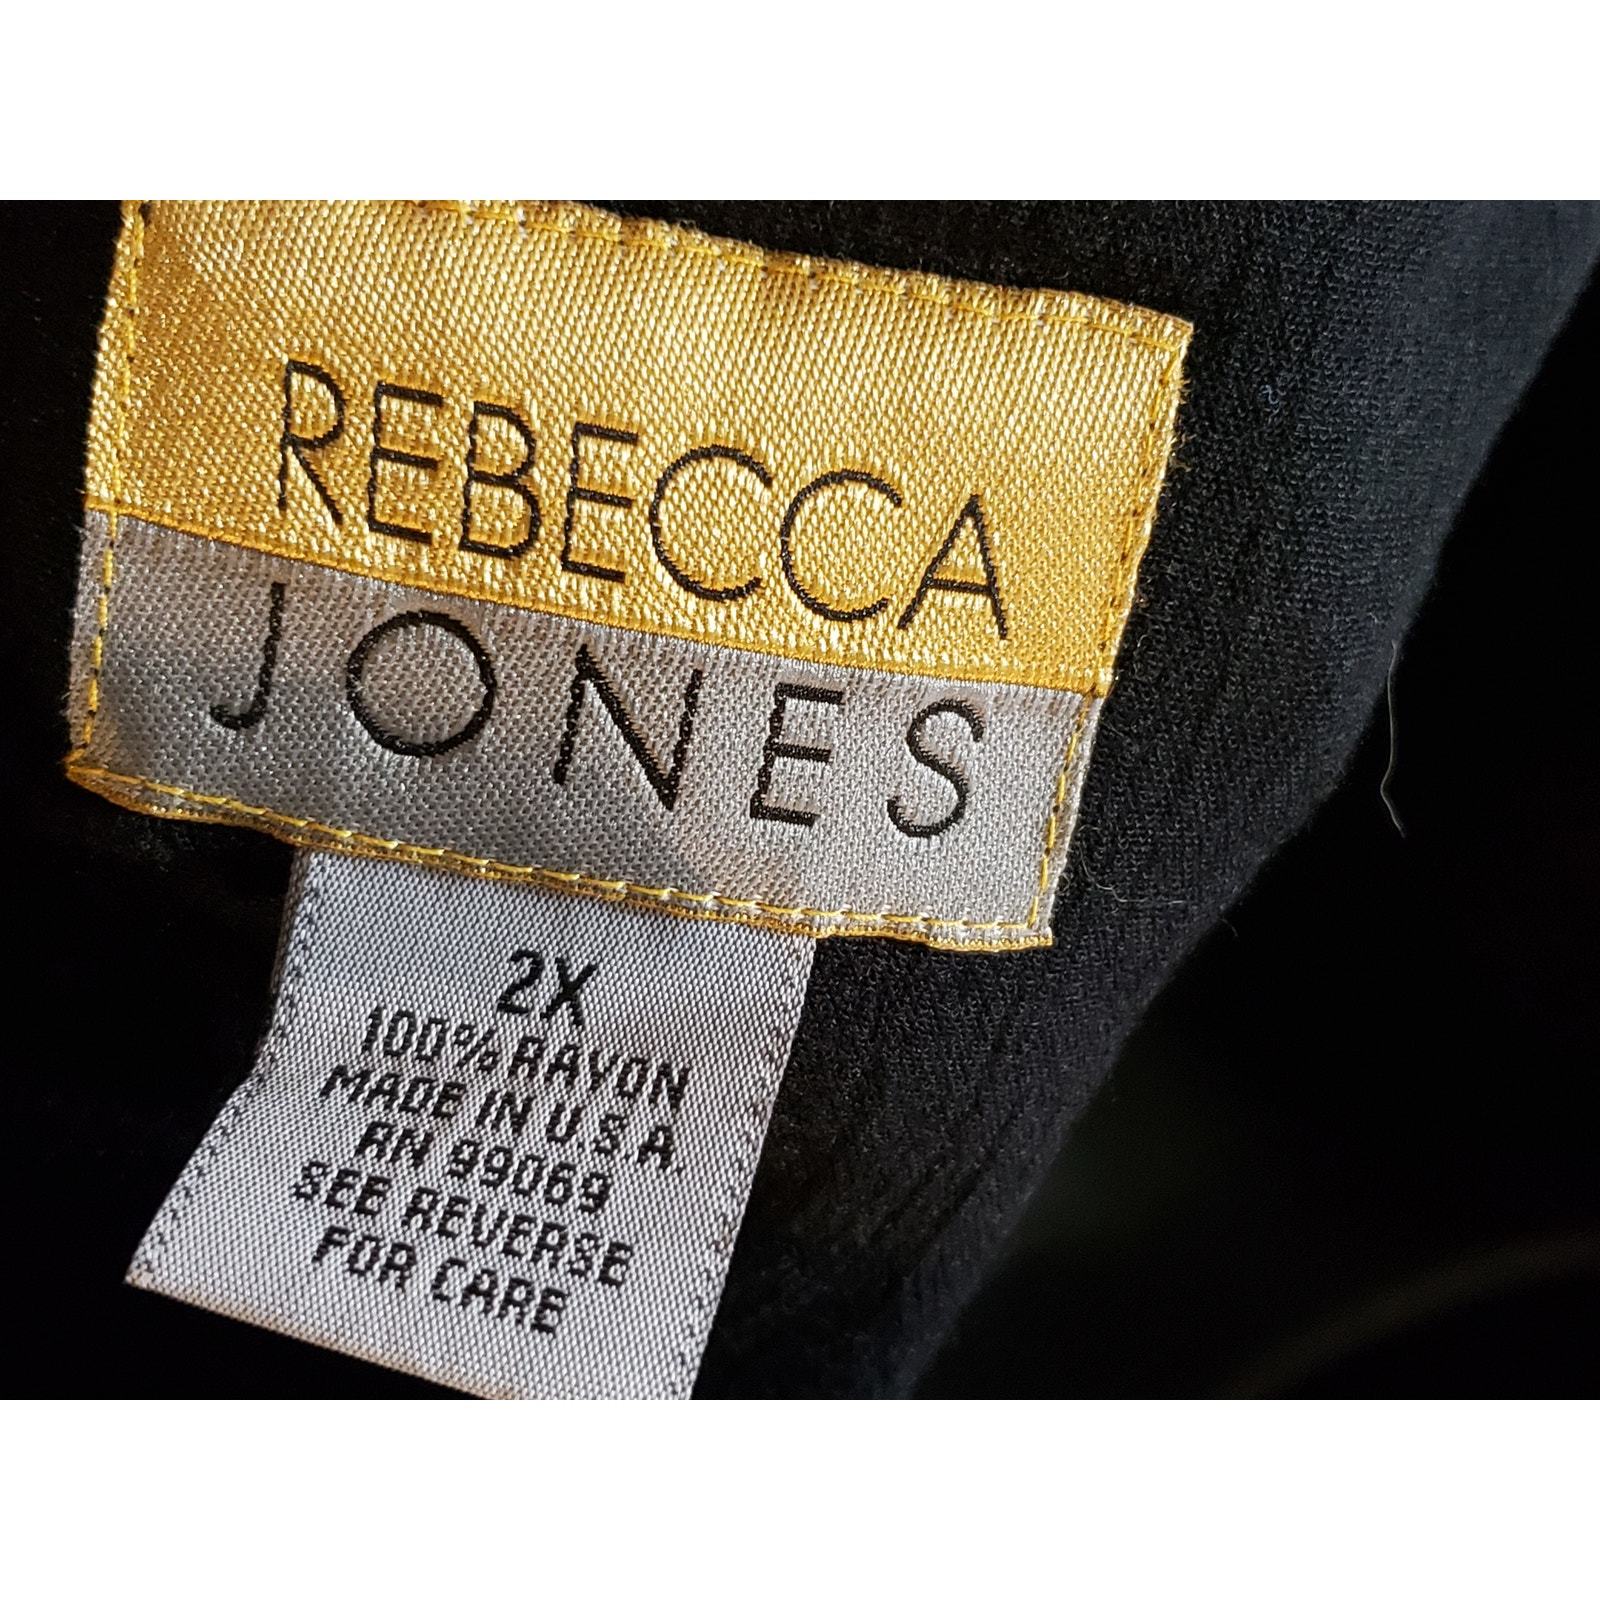 REBECCA
JONES
2X
100% RAYON
MADE IN U.S.A.
RN 99069
SEE REVERSE
FOR CARE